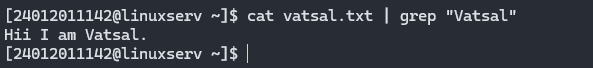 [24012011142@linuxserv ~]$ cat vatsal.txt | grep "Vatsal"
Hii I am Vatsal.
[24012011142@linuxserv ~]$